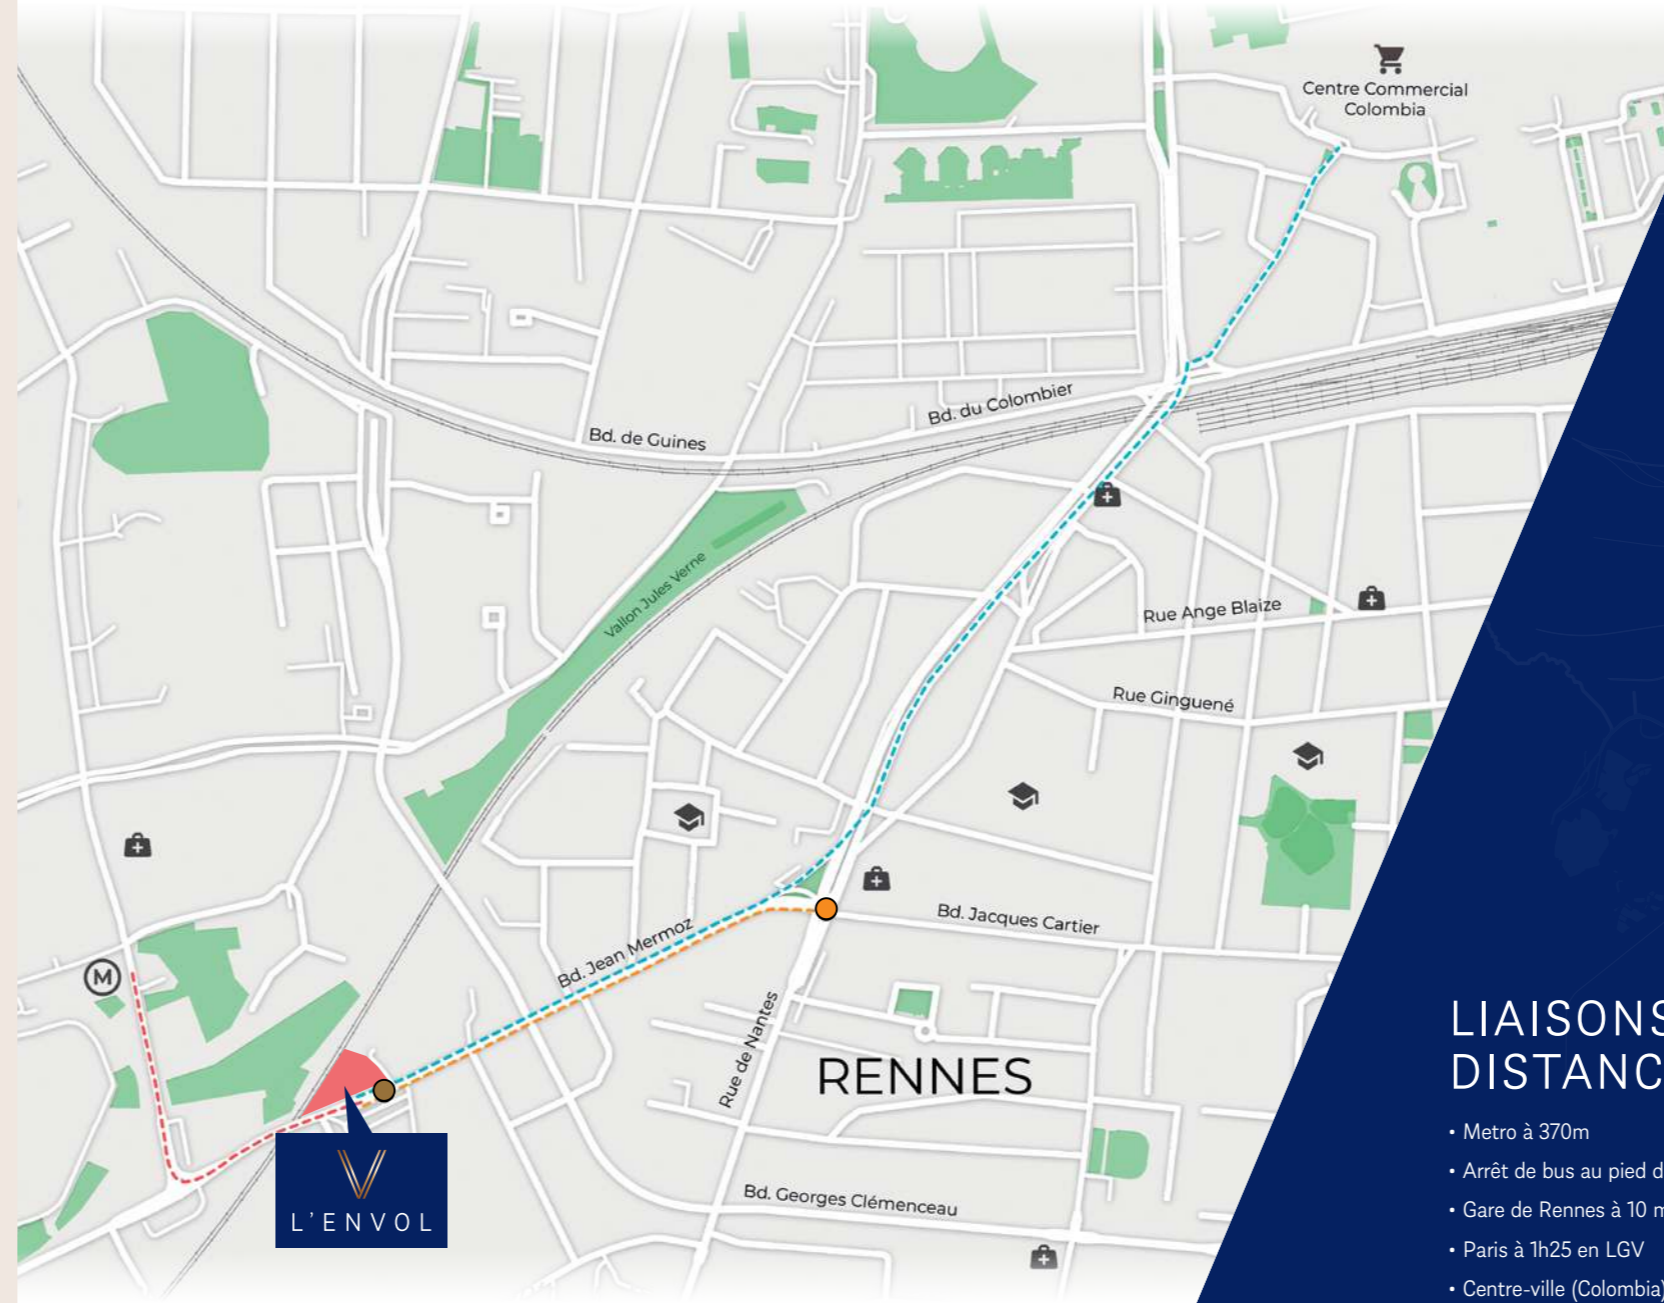 Centre Commercial
Colombia
Bd. du Colombier
Bd. de Guines
Vallon Jules Verne
Rue Ange Blaize
Rue Ginguené
Bd. Jacques Cartier
Bd. Jean Mermoz
M
Rue de Nantes
RENNES
Bd. Georges Clémenceau
L'ENVOL
LIAISONS
DISTANC
• Metro à 370m
• Arrêt de bus au pied d
• Gare de Rennes à 10 m
• Paris à 1h25 en LGV
• Centre-ville (Colombia)